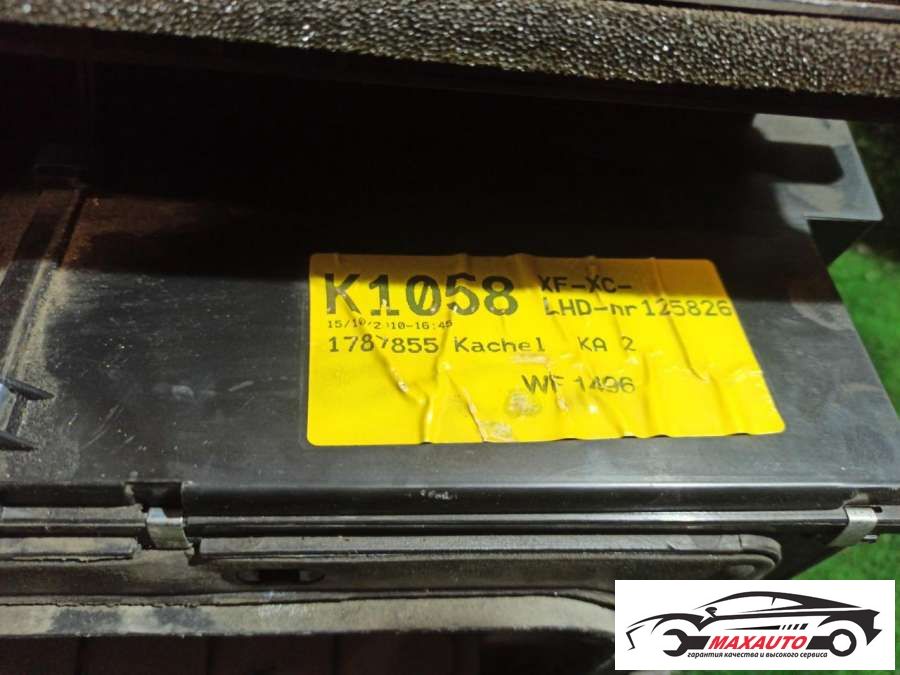 K1058 XF-XC-
LHD-nr125826
15/10/2010-16:45
1787855 Kachel KA 2
WF 1496
MAXAUTO
гарантия качества и высокого сервиса